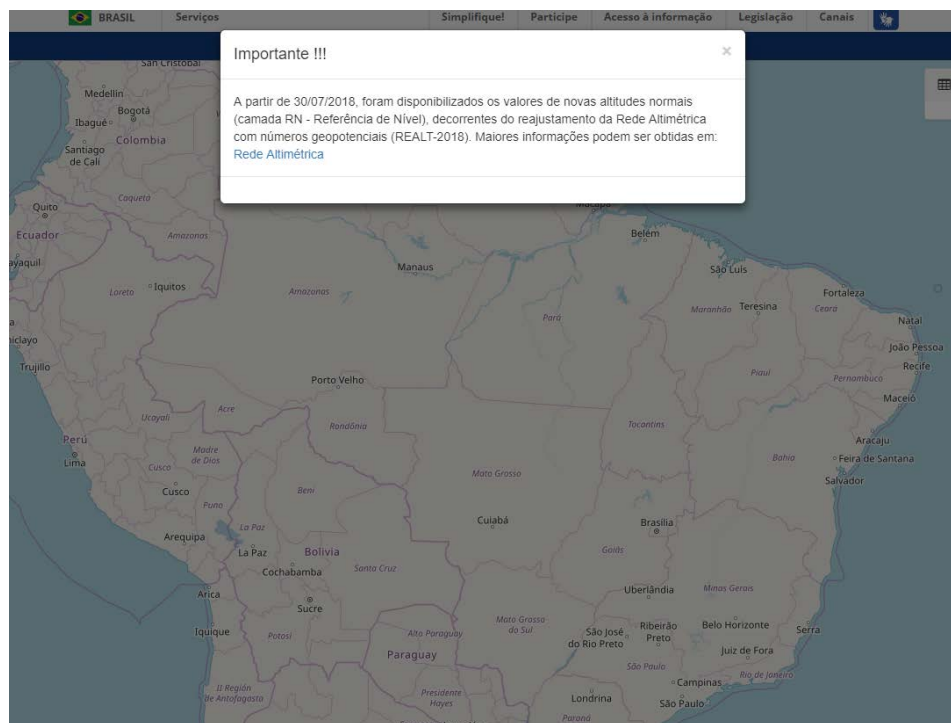 BRASIL Serviços Simplifique! Participe Acesso à informação Legislação Canais
Importante !!! ×
A partir de 30/07/2018, foram disponibilizados os valores de novas altitudes normais
(camada RN - Referência de Nível), decorrentes do reajustamento da Rede Altimétrica
com números geopotenciais (REALT-2018). Maiores informações podem ser obtidas em:
Rede Altimétrica
San Cristóbal
Medellín
Bogotá
Ibagué
Colombia
Santiago
de Cali
Caquetá
Quito
Ecuador
Amazonas
ayaquil
Macapá
Belém
Manaus
São Luís
Loreto
Iquitos
Amazonas
Fortaleza
Pará
Maranhão
Teresina
Ceará
Natal
hiclayo
João Pessoa
Trujillo
Recife
Porto Velho
Piauí
Pernambuco
Maceió
Acre
Ucayali
Rondônia
Tocantins
Aracaju
Perú
Madre
de Dios
Lima
Cusco
Mato Grosso
Bahia
Feira de Santana
Salvador
Cusco
Beni
Puno
Cuiabá
Brasília
La Paz
Arequipa
La Paz
Bolivia
Goiás
Cochabamba
Santa Cruz
Arica
Uberlândia
Minas Gerais
Sucre
Mato Grosso
do Sul
Iquique
Potosí
Alto Paraguay
São José
do Rio Preto
Ribeirão
Preto
Belo Horizonte
Serra
Paraguay
Juiz de Fora
São Paulo
Rio de Janeiro
II Región
de Antofagasta
Presidente
Hayes
Campinas
Londrina
São Paulo
Paraná